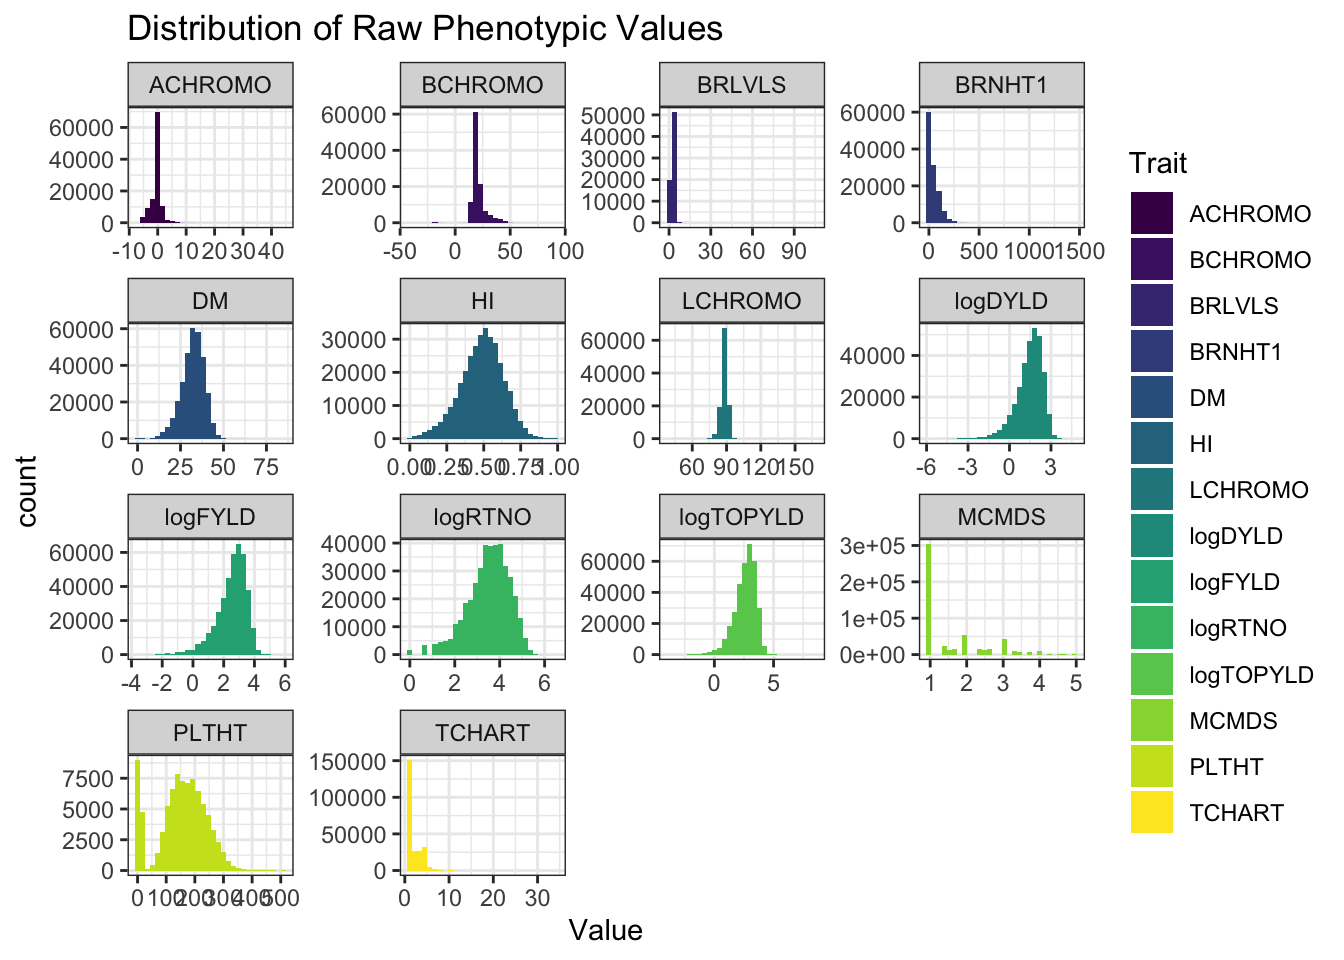 Distribution of Raw Phenotypic Values
ACHROMO
BCHROMO
BRLVLS
BRNHT1
60000
40000
20000
0
-10 0 10 20 30 40
60000
40000
20000
0
-50 0 50 100
50000
40000
30000
20000
10000
0
0 30 60 90
60000
40000
20000
0
0 500 1000 1500
DM
HI
LCHROMO
logDYLD
60000
40000
20000
0
0 25 50 75
30000
20000
10000
0
0.00 0.25 0.50 0.75 1.00
60000
40000
20000
0
60 90 120 150
40000
20000
0
-6 -3 0 3
logFYLD
logRTNO
logTOPYLD
MCMDS
60000
40000
20000
0
-4 -2 0 2 4 6
40000
30000
20000
10000
0
0 2 4 6
60000
40000
20000
0
0 5
3e+05
2e+05
1e+05
0e+00
1 2 3 4 5
PLTHT
TCHART
7500
5000
2500
0
0 100 200 300 400 500
150000
100000
50000
0
0 10 20 30
count
Value
Trait
ACHROMO
BCHROMO
BRLVLS
BRNHT1
DM
HI
LCHROMO
logDYLD
logFYLD
logRTNO
logTOPYLD
MCMDS
PLTHT
TCHART